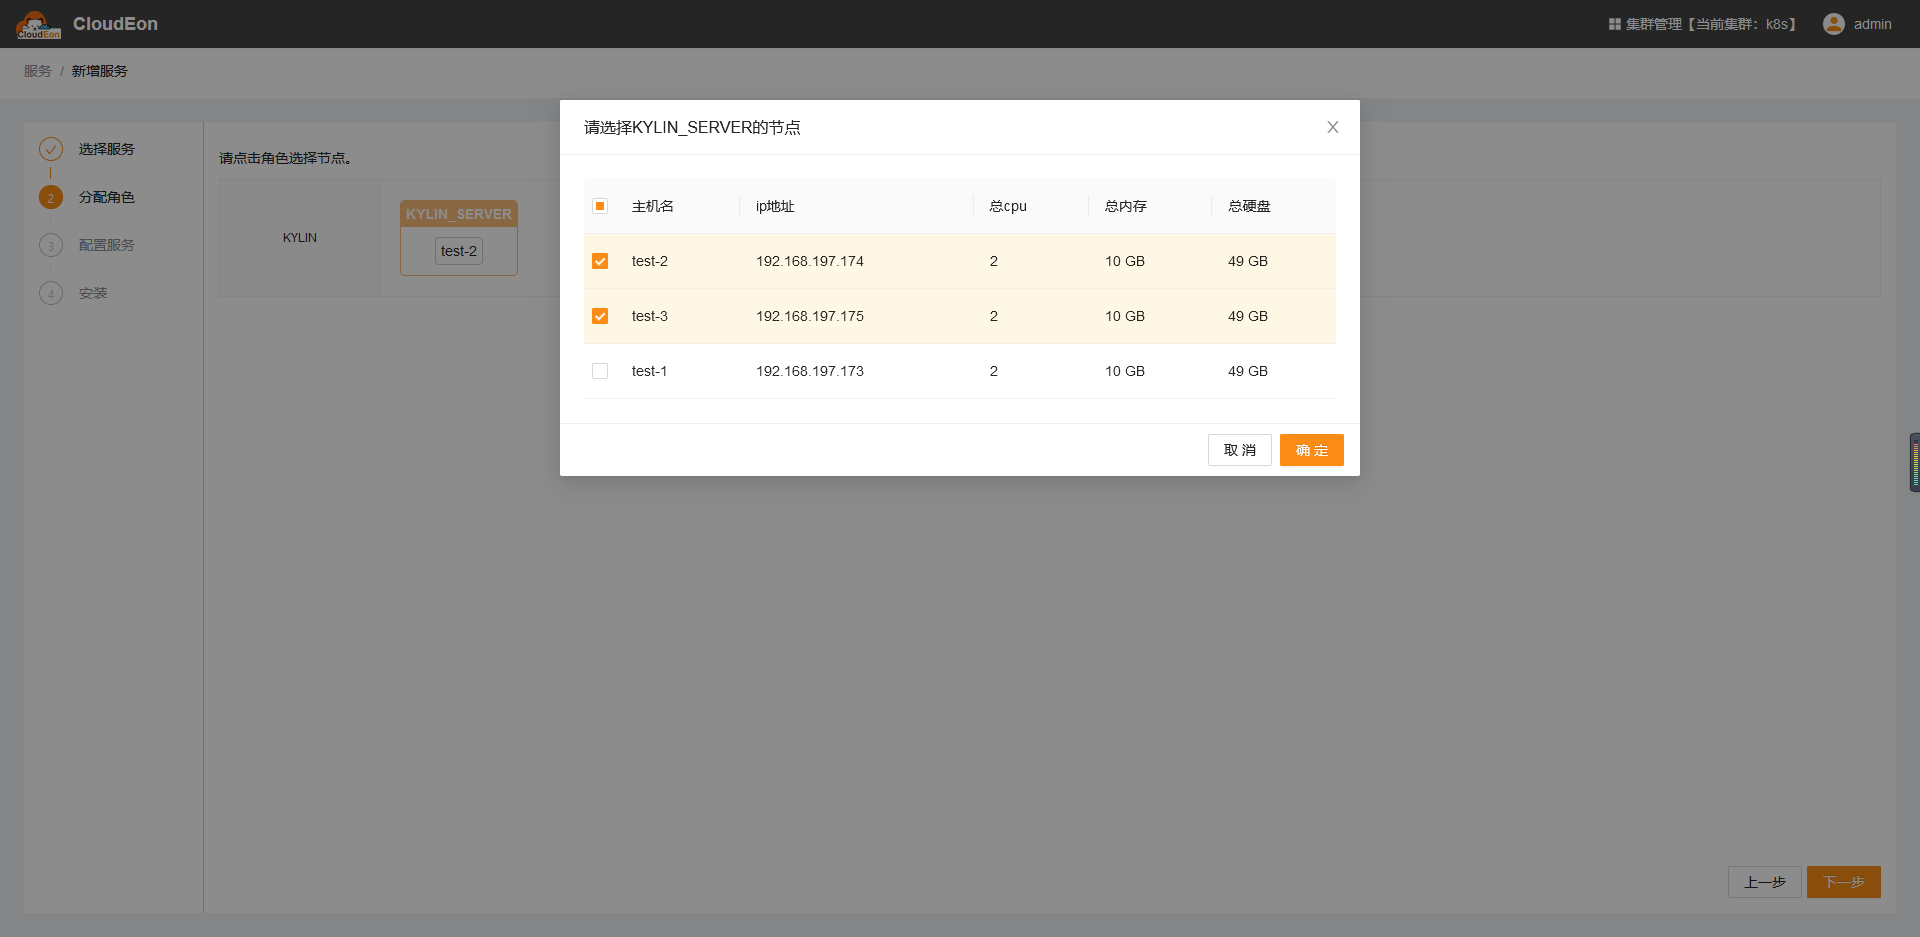 CloudEon CloudEon 集群管理【当前集群：k8s】 admin
服务 / 新增服务
选择服务
2 分配角色
3 配置服务
4 安装
请点击角色选择节点。
KYLIN
KYLIN_SERVER
test-2
请选择KYLIN_SERVER的节点
主机名 ip地址 总cpu 总内存 总硬盘
test-2 192.168.197.174 2 10 GB 49 GB
test-3 192.168.197.175 2 10 GB 49 GB
test-1 192.168.197.173 2 10 GB 49 GB
取 消 确 定
上一步 下一步